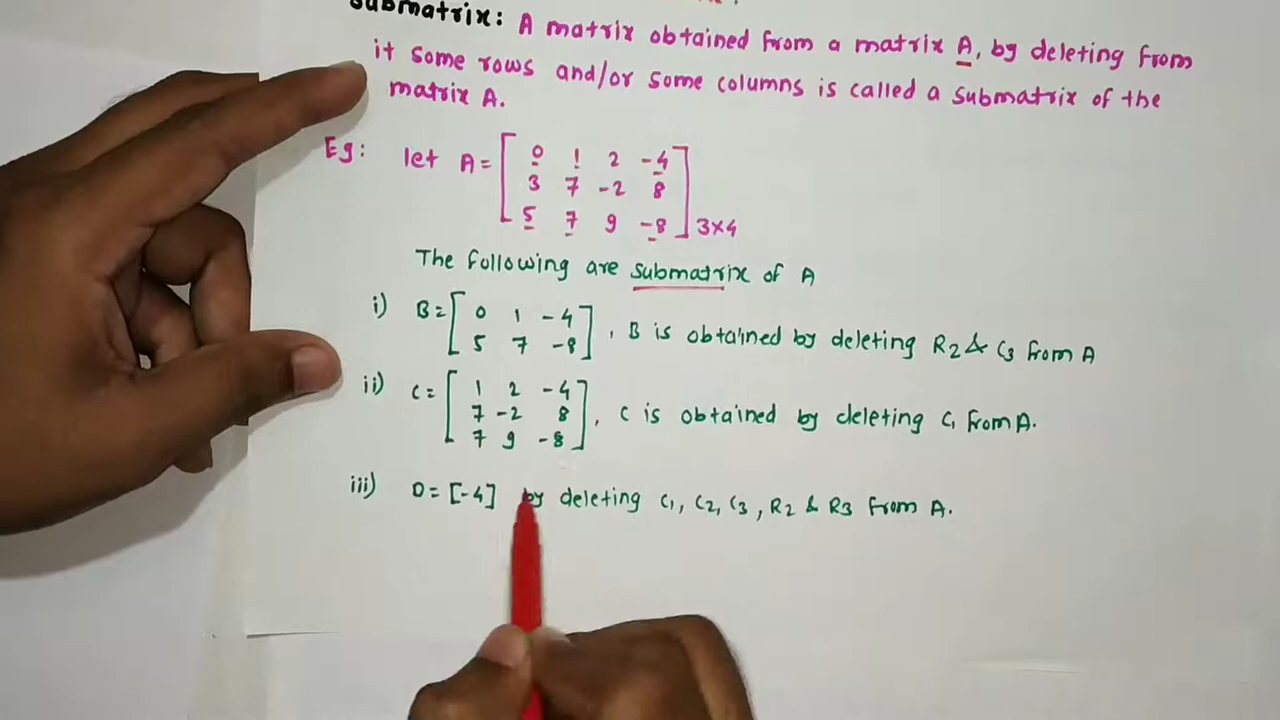 Submatrix: A matrix obtained from a matrix A, by deleting from
it some rows and/or some columns is called a submatrix of the
matrix A.
Eg: let A = [ 0 1 2 -4
3 7 -2 8
5 7 9 -8 ] 3×4
The following are submatrix of A
i) B = [ 0 1 -4
5 7 -8 ], B is obtained by deleting R2 & C3 from A
ii) C = [ 1 2 -4
7 -2 8
7 9 -8 ], C is obtained by deleting C1 from A.
iii) D = [-4] by deleting C1, C2, C3, R2 & R3 from A.